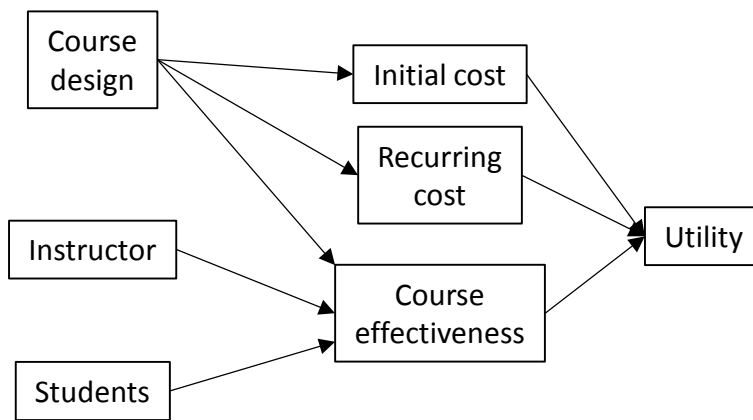 Course
design
Initial cost
Recurring
cost
Utility
Instructor
Course
effectiveness
Students